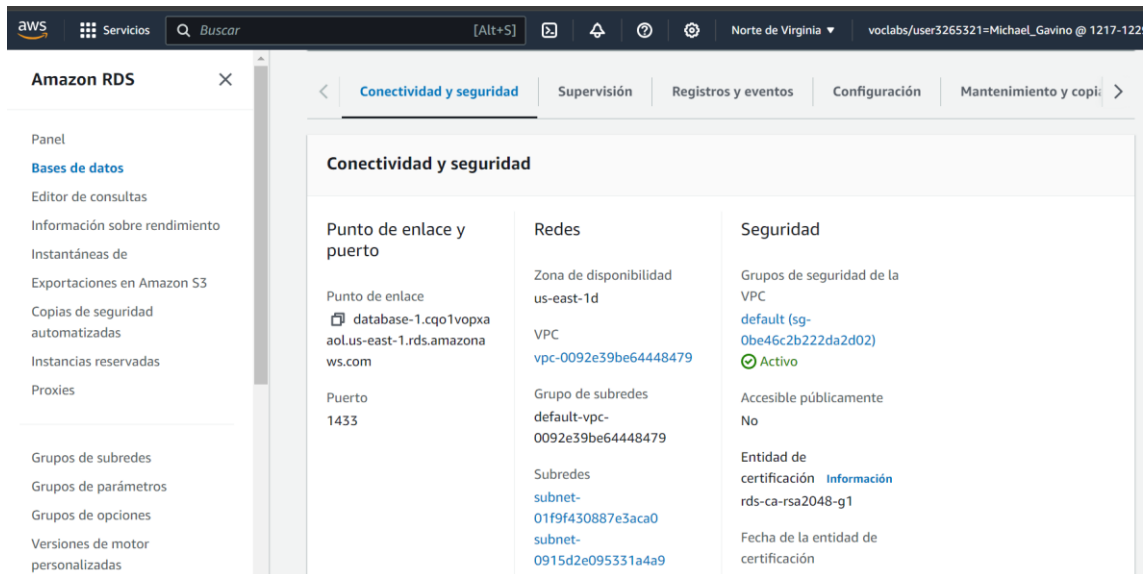 aws
Servicios
Buscar
[Alt+S]
Norte de Virginia ▼
voclabs/user3265321=Michael_Gavino @ 1217-1229
Amazon RDS
Panel
Bases de datos
Editor de consultas
Información sobre rendimiento
Instantáneas de
Exportaciones en Amazon S3
Copias de seguridad
automatizadas
Instancias reservadas
Proxies
Grupos de subredes
Grupos de parámetros
Grupos de opciones
Versiones de motor
personalizadas
Conectividad y seguridad
Supervisión
Registros y eventos
Configuración
Mantenimiento y copia
Conectividad y seguridad
Punto de enlace y
puerto
Punto de enlace
database-1.cqo1vopxa
aol.us-east-1.rds.amazona
ws.com
Puerto
1433
Redes
Zona de disponibilidad
us-east-1d
VPC
vpc-0092e39be64448479
Grupo de subredes
default-vpc-
0092e39be64448479
Subredes
subnet-
01f9f430887e3aca0
subnet-
0915d2e095331a4a9
Seguridad
Grupos de seguridad de la
VPC
default (sg-
0be46c2b222da2d02)
Activo
Accesible públicamente
No
Entidad de
certificación Información
rds-ca-rsa2048-g1
Fecha de la entidad de
certificación